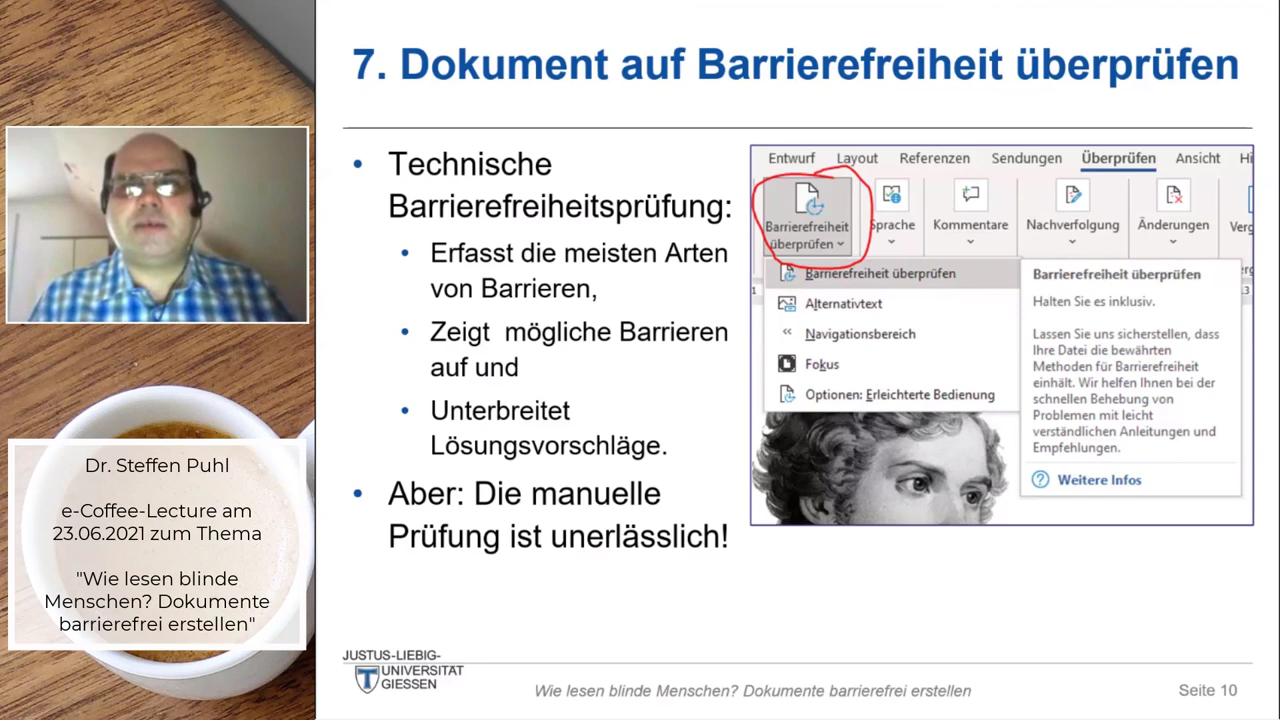 7. Dokument auf Barrierefreiheit überprüfen
• Technische
Barrierefreiheitsprüfung:
• Erfasst die meisten Arten
von Barrieren,
• Zeigt mögliche Barrieren
auf und
• Unterbreitet
Lösungsvorschläge.
• Aber: Die manuelle
Prüfung ist unerlässlich!
Entwurf Layout Referenzen Sendungen Überprüfen Ansicht Hi
Barrierefreiheit
überprüfen
Sprache
Kommentare
Nachverfolgung
Änderungen
Verg
Barrierefreiheit überprüfen
Alternativtext
Navigationsbereich
Fokus
Optionen: Erleichterte Bedienung
1
13
Barrierefreiheit überprüfen
Halten Sie es inklusiv.
Lassen Sie uns sicherstellen, dass
Ihre Datei die bewährten
Methoden für Barrierefreiheit
einhält. Wir helfen Ihnen bei der
schnellen Behebung von
Problemen mit leicht
verständlichen Anleitungen und
Empfehlungen.
Weitere Infos
Dr. Steffen Puhl
e-Coffee-Lecture am
23.06.2021 zum Thema
"Wie lesen blinde
Menschen? Dokumente
barrierefrei erstellen"
JUSTUS-LIEBIG-
UNIVERSITÄT
GIESSEN
Wie lesen blinde Menschen? Dokumente barrierefrei erstellen
Seite 10